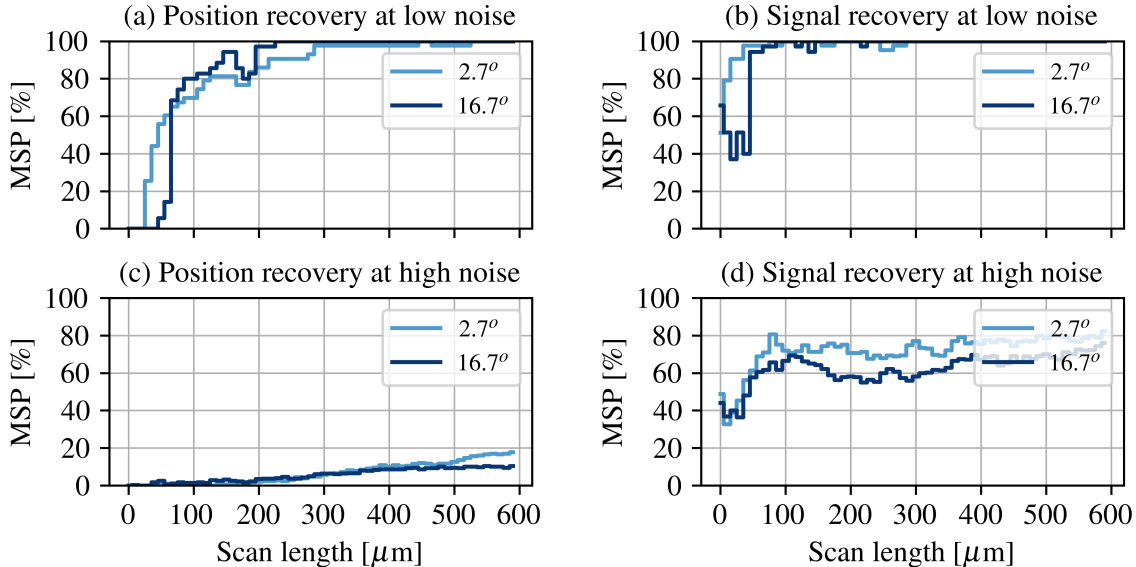 (a) Position recovery at low noise
100
80
60
40
20
0
MSP [%]
2.7°
16.7°
(b) Signal recovery at low noise
100
80
60
40
20
0
MSP [%]
2.7°
16.7°
(c) Position recovery at high noise
100
80
60
40
20
0
MSP [%]
2.7°
16.7°
0 100 200 300 400 500 600
Scan length [μm]
(d) Signal recovery at high noise
100
80
60
40
20
0
MSP [%]
2.7°
16.7°
0 100 200 300 400 500 600
Scan length [μm]